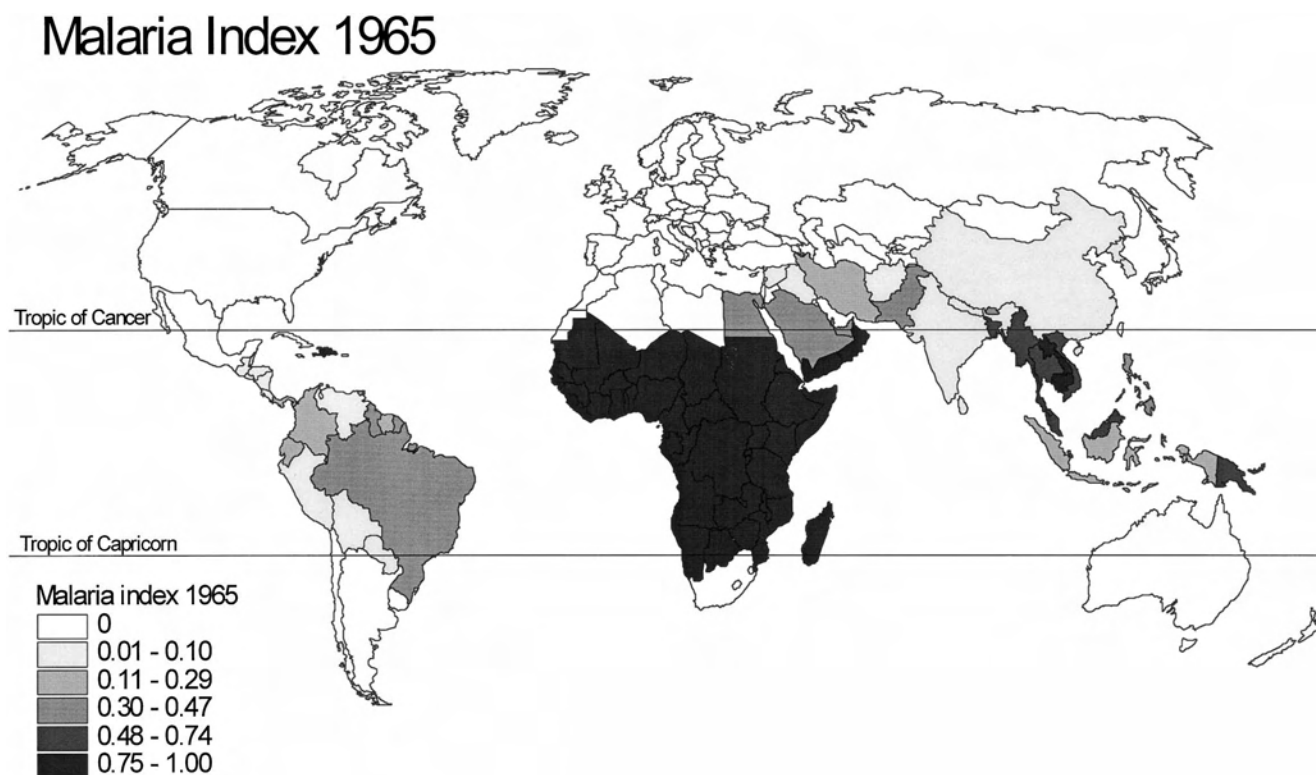 Malaria Index 1965
Tropic of Cancer
Tropic of Capricorn
Malaria index 1965
0
0.01 - 0.10
0.11 - 0.29
0.30 - 0.47
0.48 - 0.74
0.75 - 1.00